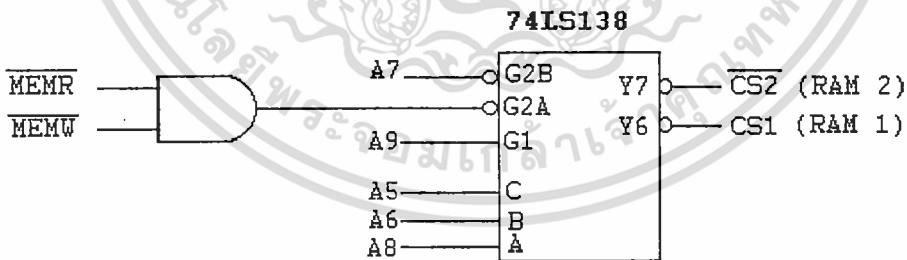 74LS138
MEMR
MEMW
A7
G2B
G2A
A9
G1
A5
C
A6
B
A8
A
Y7
CS2 (RAM 2)
Y6
CS1 (RAM 1)